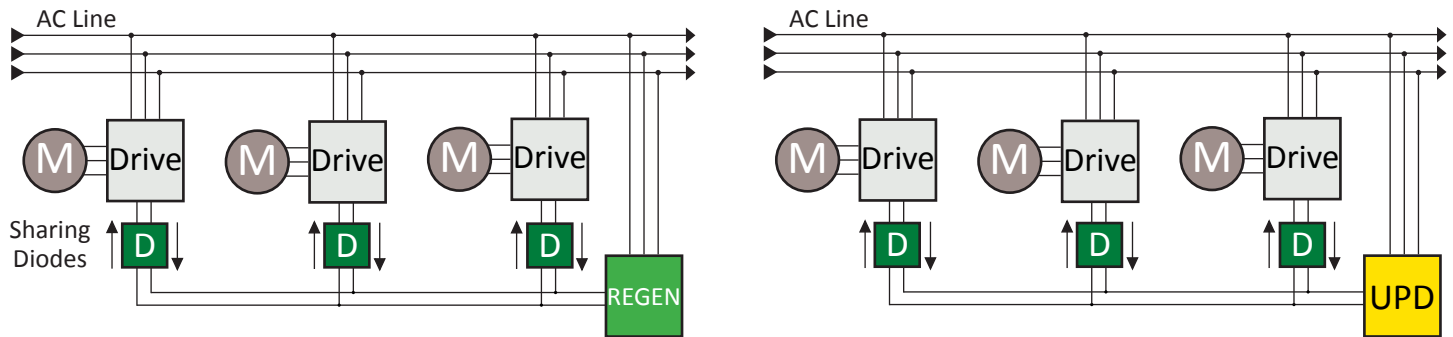 AC Line
M
Drive
M
Drive
M
Drive
Sharing
Diodes
D
D
D
REGEN
AC Line
M
Drive
M
Drive
M
Drive
D
D
D
UPD